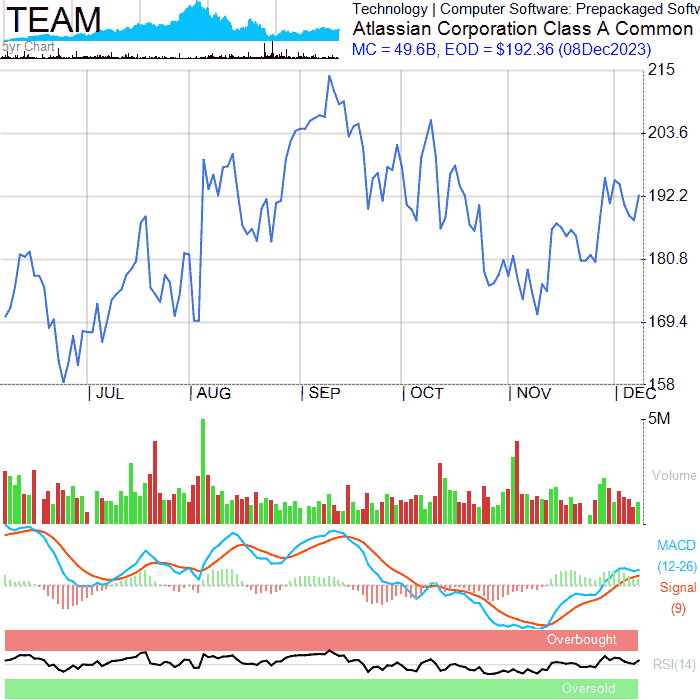 TEAM
5yr Chart
Technology | Computer Software: Prepackaged Softw
Atlassian Corporation Class A Common
MC = 49.6B, EOD = $192.36 (08Dec2023)
215
203.6
192.2
180.8
169.4
158
JUL AUG SEP OCT NOV DEC
5M
Volume
MACD
(12-26)
Signal
(9)
Overbought
RSI(14)
Oversold